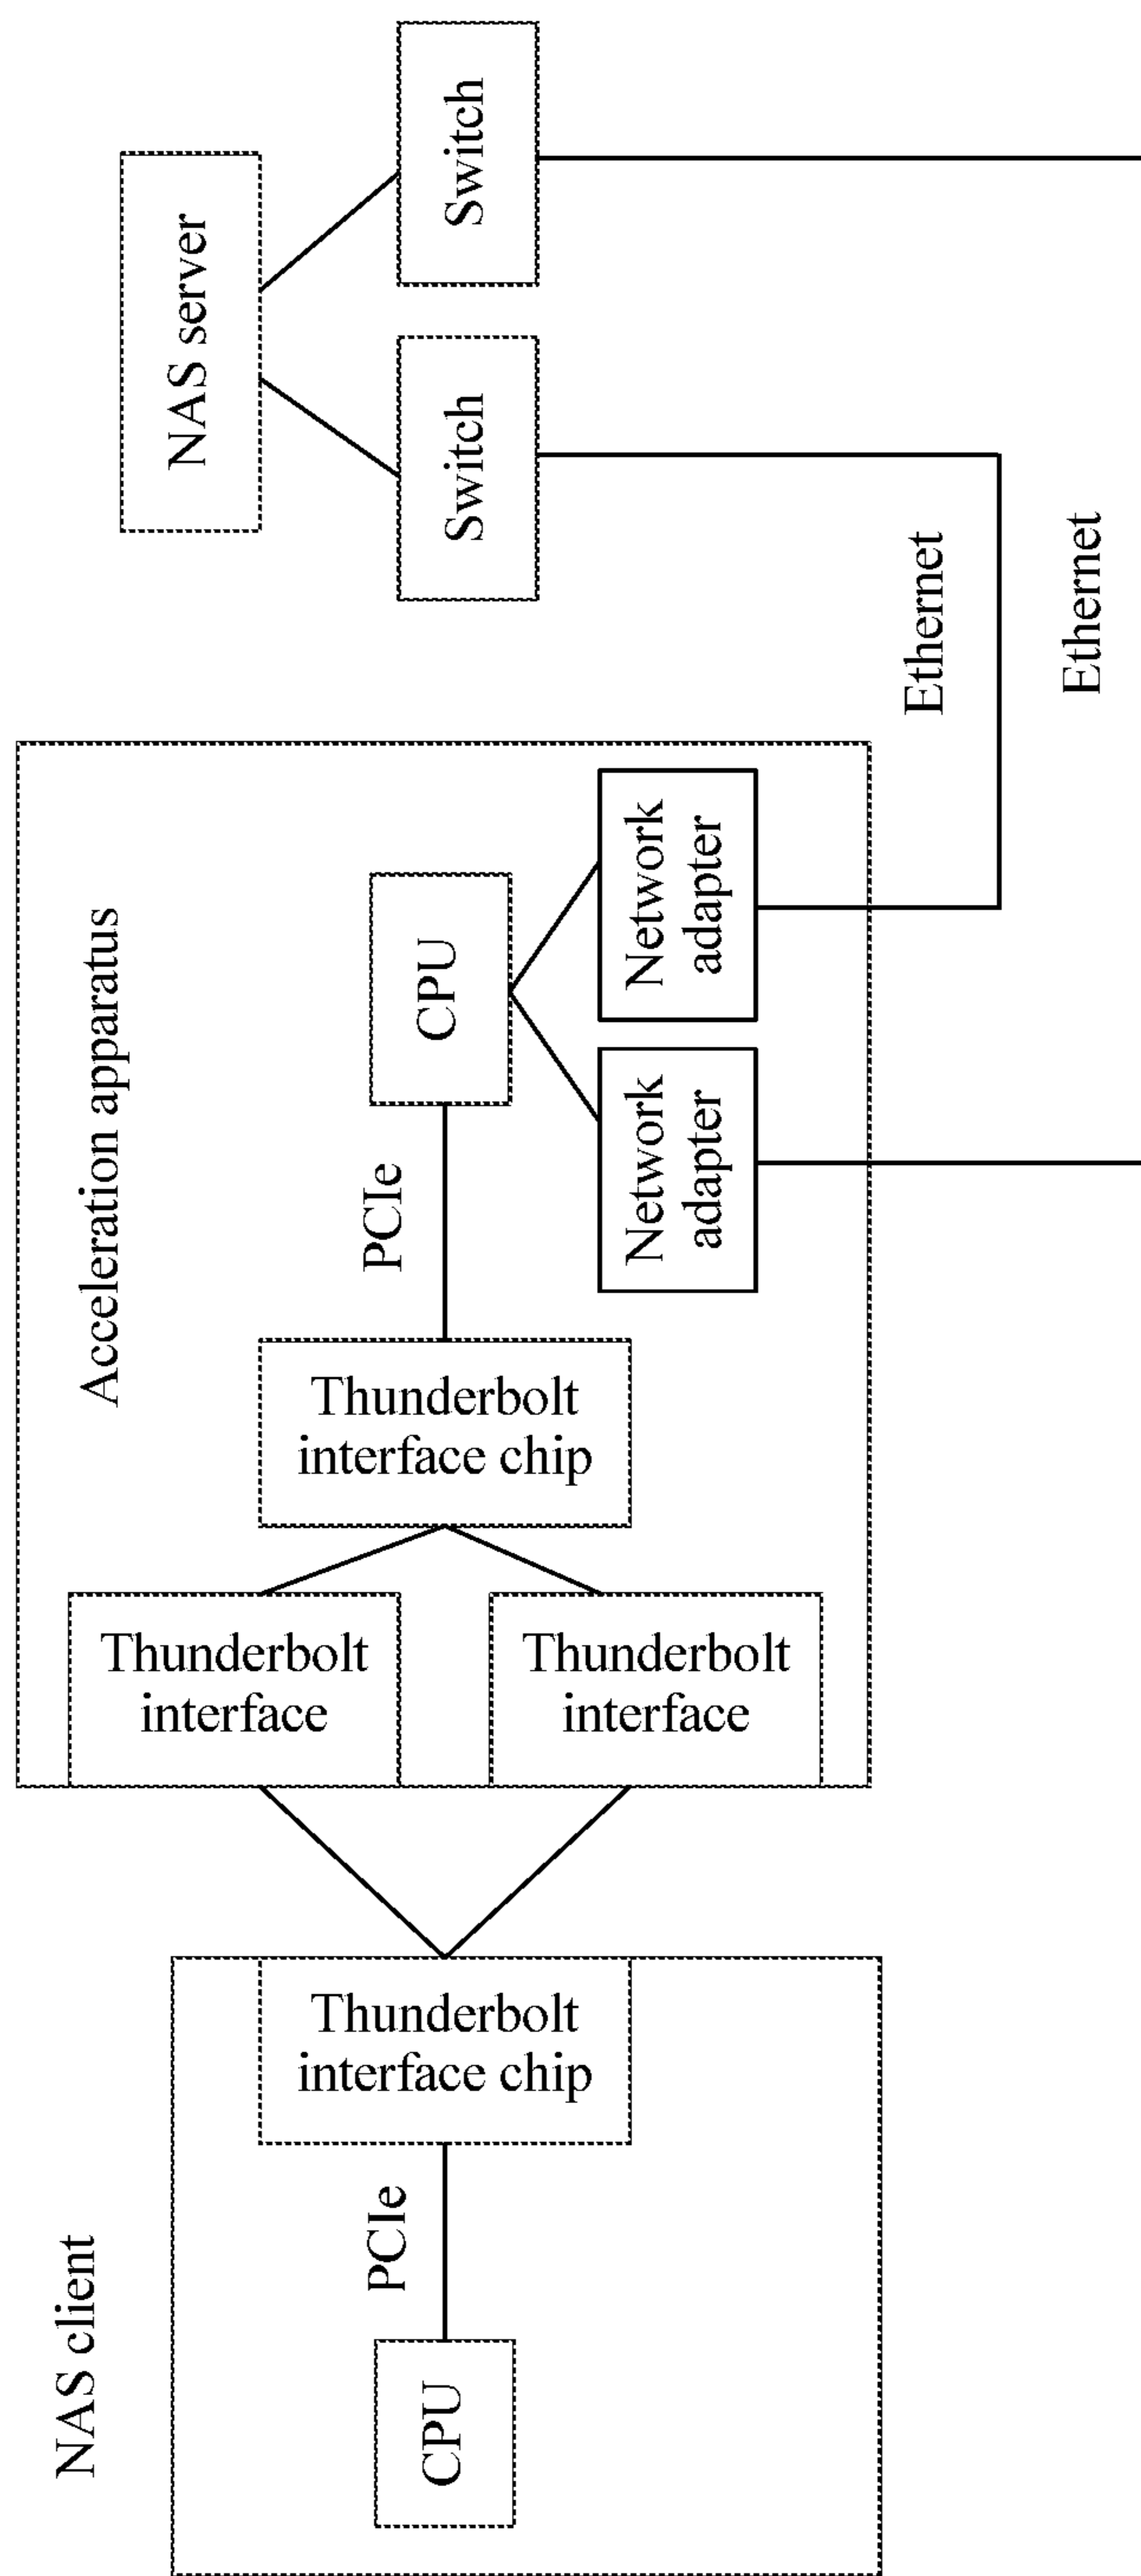 NAS client
CPU
PCIe
Thunderbolt
interface chip
Acceleration apparatus
Thunderbolt
interface
Thunderbolt
interface
Thunderbolt
interface chip
PCIe
CPU
Network
adapter
Network
adapter
NAS server
Switch
Switch
Ethernet
Ethernet